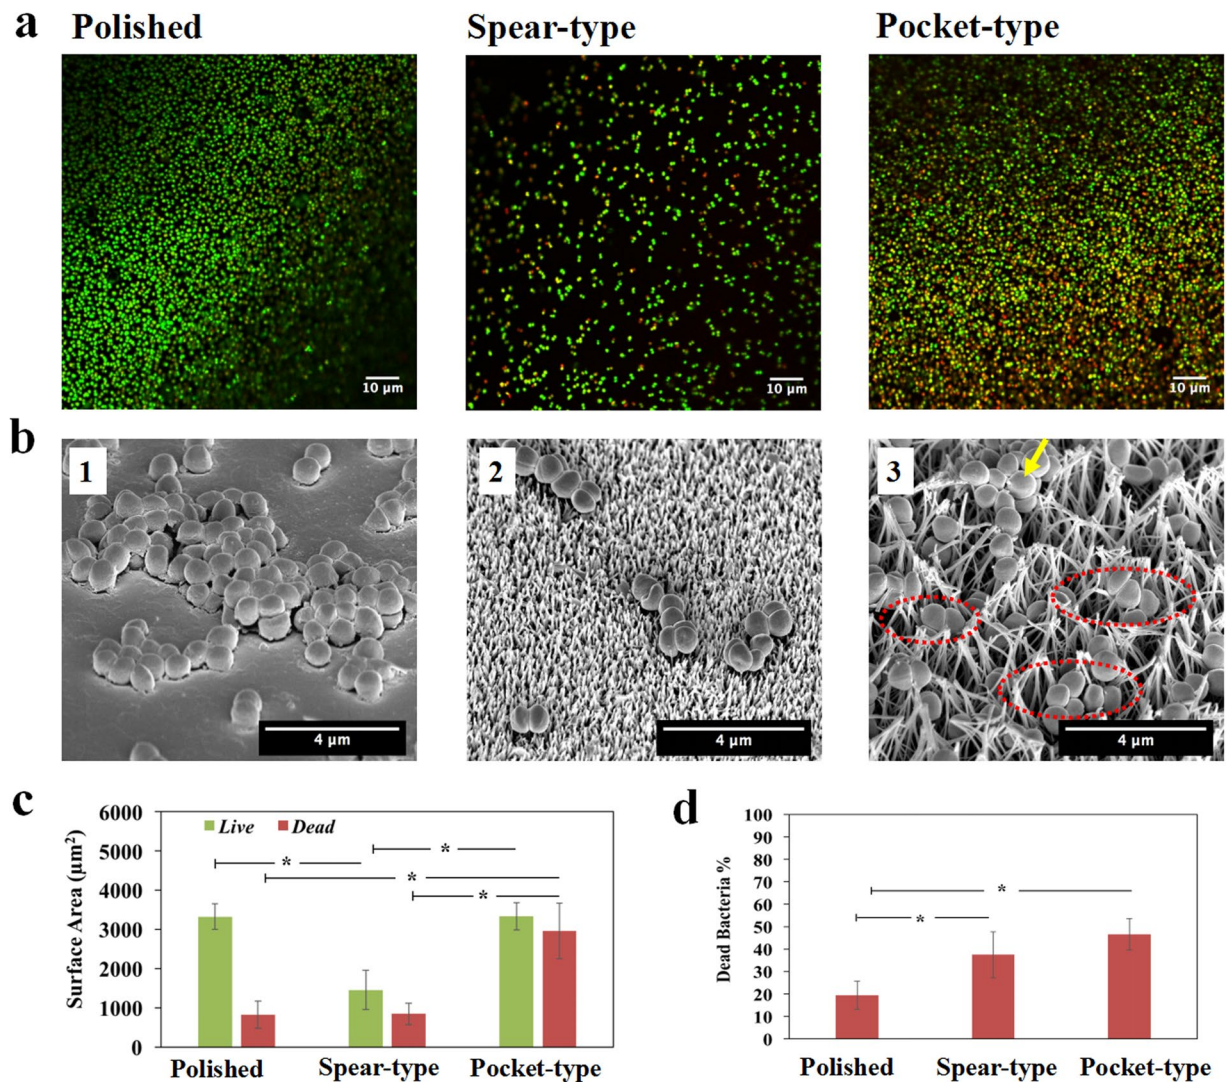 a
Polished
Spear-type
Pocket-type
10 μm
10 μm
10 μm
b
1
2
3
4 μm
4 μm
4 μm
c
Surface Area (μm²)
6000
5000
4000
3000
2000
1000
0
Live
Dead
*
*
*
*
Polished
Spear-type
Pocket-type
d
Dead Bacteria %
100
90
80
70
60
50
40
30
20
10
0
*
*
Polished
Spear-type
Pocket-type